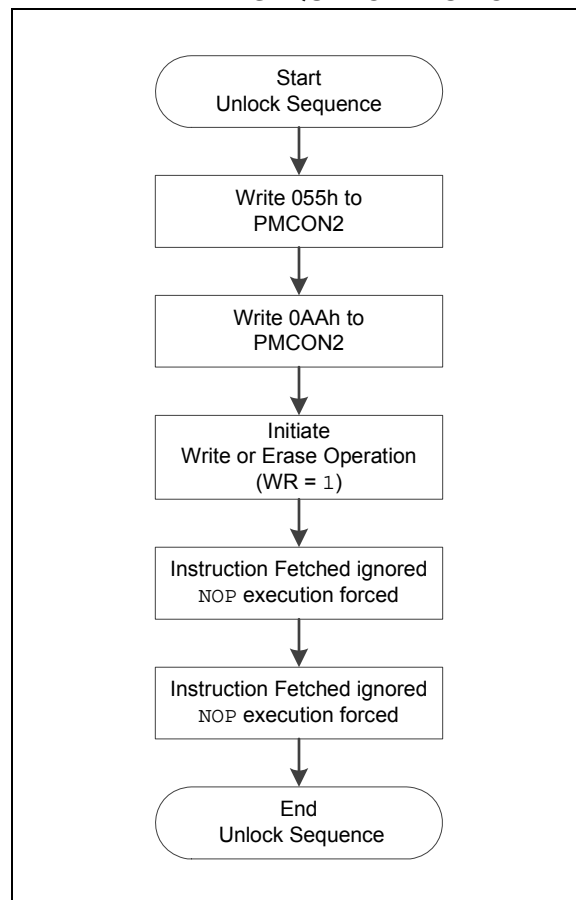 Start
Unlock Sequence
Write 055h to
PMCON2
Write 0AAh to
PMCON2
Initiate
Write or Erase Operation
(WR = 1)
Instruction Fetched ignored
NOP execution forced
Instruction Fetched ignored
NOP execution forced
End
Unlock Sequence